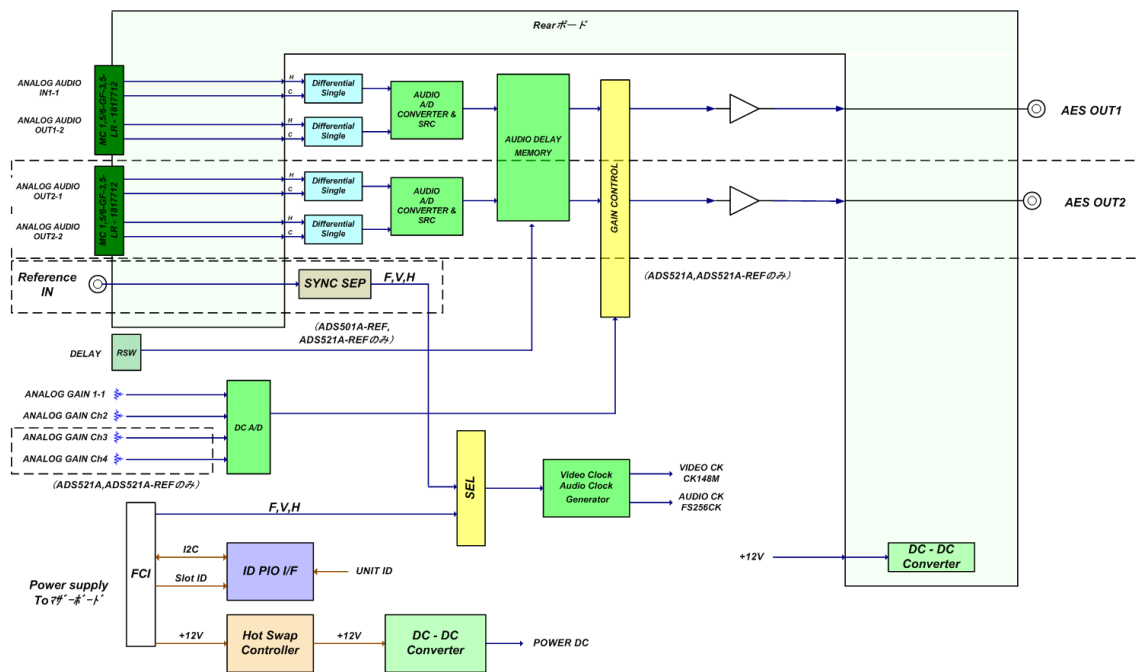 Rearボード
ANALOG AUDIO
IN1-1
ANALOG AUDIO
OUT1-2
MC 1,5/6-GF-3,5-
LR - 1817712
H
C
H
C
Differential
Single
Differential
Single
AUDIO
A/D
CONVERTER &
SRC
AUDIO DELAY
MEMORY
GAIN CONTROL
AES OUT1
ANALOG AUDIO
OUT2-1
ANALOG AUDIO
OUT2-2
MC 1,5/6-GF-3,5-
LR - 1817712
H
C
H
C
Differential
Single
Differential
Single
AUDIO
A/D
CONVERTER &
SRC
AES OUT2
Reference
IN
SYNC SEP
F,V,H
(ADS521A,ADS521A-REFのみ)
(ADS501A-REF,
ADS521A-REFのみ)
DELAY
RSW
ANALOG GAIN 1-1
ANALOG GAIN Ch2
ANALOG GAIN Ch3
ANALOG GAIN Ch4
DC A/D
(ADS521A,ADS521A-REFのみ)
SEL
Video Clock
Audio Clock
Generator
VIDEO CK
CK148M
AUDIO CK
FS256CK
F,V,H
FCI
I2C
Slot ID
ID PIO I/F
UNIT ID
Power supply
Toマザーボード
+12V
Hot Swap
Controller
+12V
DC - DC
Converter
POWER DC
+12V
DC - DC
Converter